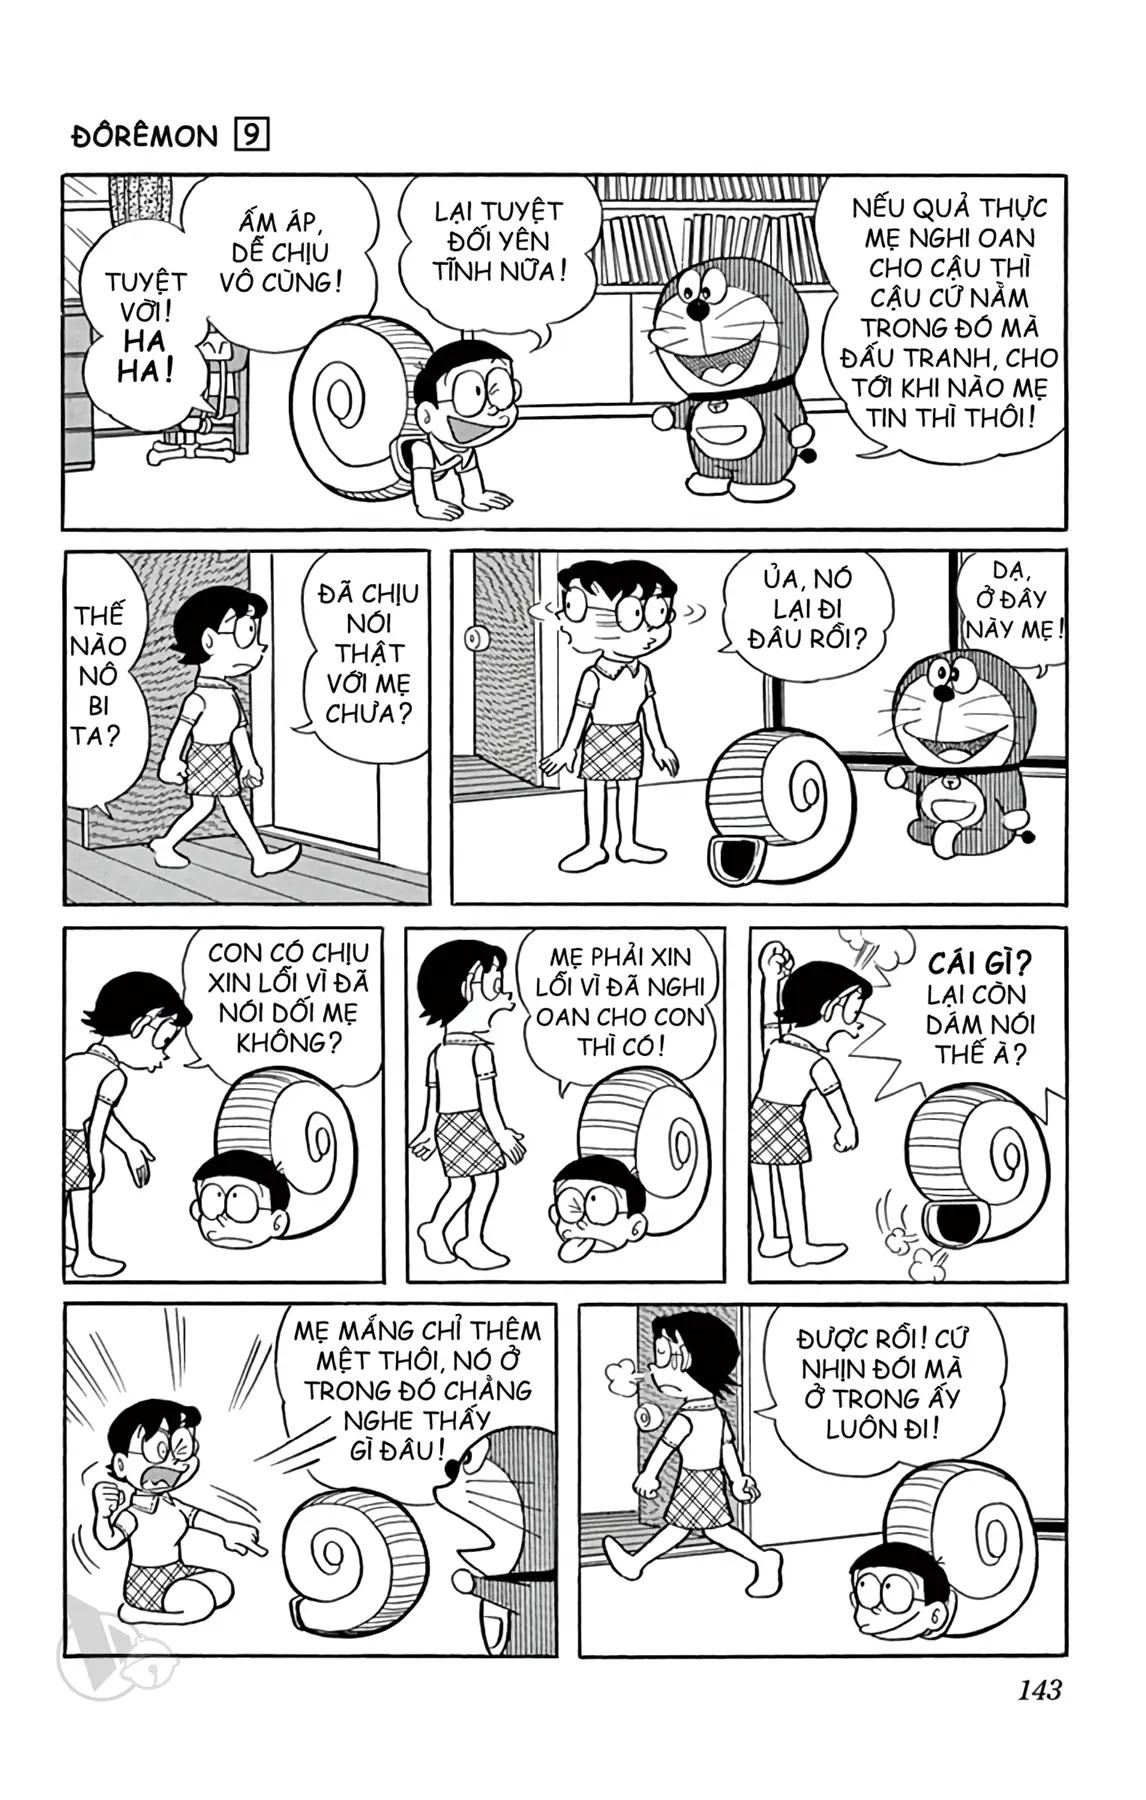 ĐÔRÊMON 9
TUYỆT
VỜI!
HA
HA!
ẤM ÁP,
DỄ CHỊU
VÔ CÙNG!
LẠI TUYỆT
ĐỐI YÊN
TĨNH NỮA!
NẾU QUẢ THỰC
MẸ NGHI OAN
CHO CẬU THÌ
CẬU CỨ NẰM
TRONG ĐÓ MÀ
ĐẤU TRANH, CHO
TỚI KHI NÀO MẸ
TIN THÌ THÔI!
THẾ
NÀO
NÔ
BI
TA?
ĐÃ CHỊU
NÓI
THẬT
VỚI MẸ
CHƯA?
ỦA, NÓ
LẠI ĐI
ĐÂU RỒI?
DẠ,
Ở ĐÂY
NÀY MẸ!
CON CÓ CHỊU
XIN LỖI VÌ ĐÃ
NÓI DỐI MẸ
KHÔNG?
MẸ PHẢI XIN
LỖI VÌ ĐÃ NGHI
OAN CHO CON
THÌ CÓ!
CÁI GÌ?
LẠI CÒN
DÁM NÓI
THẾ À?
MẸ MẮNG CHỈ THÊM
MỆT THÔI, NÓ Ở
TRONG ĐÓ CHẲNG
NGHE THẤY
GÌ ĐÂU!
ĐƯỢC RỒI! CỨ
NHỊN ĐÓI MÀ
Ở TRONG ẤY
LUÔN ĐI!
143